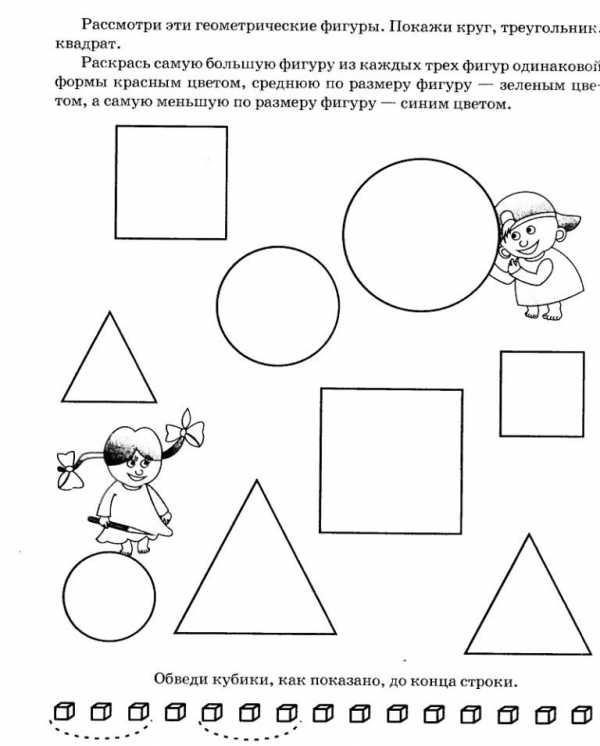 Рассмотри эти геометрические фигуры. Покажи круг, треугольник,
квадрат.
Раскрась самую большую фигуру из каждых трех фигур одинаковой
формы красным цветом, среднюю по размеру фигуру — зеленым цве-
том, а самую меньшую по размеру фигуру — синим цветом.
Обведи кубики, как показано, до конца строки.